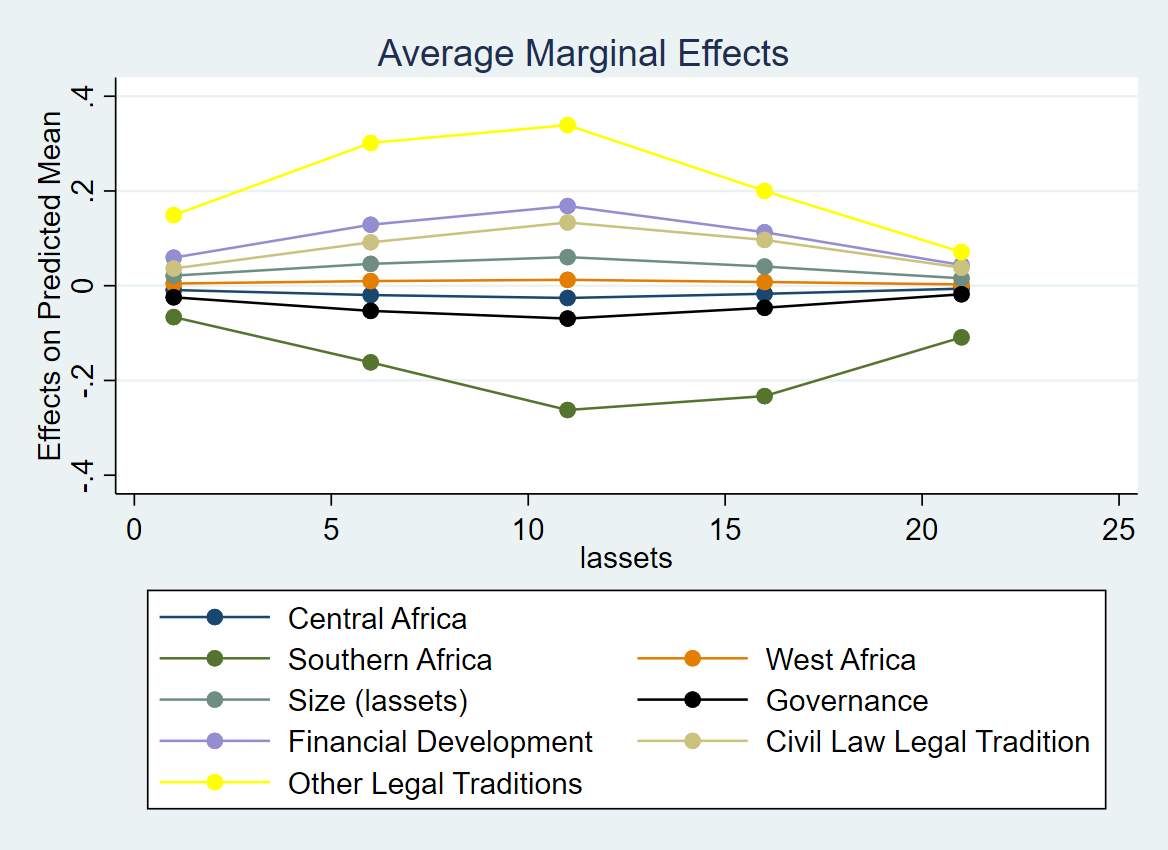 Average Marginal Effects
Effects on Predicted Mean
.4
.2
0
-.2
-.4
0 5 10 15 20 25
lassets
Central Africa
Southern Africa West Africa
Size (lassets) Governance
Financial Development Civil Law Legal Tradition
Other Legal Traditions